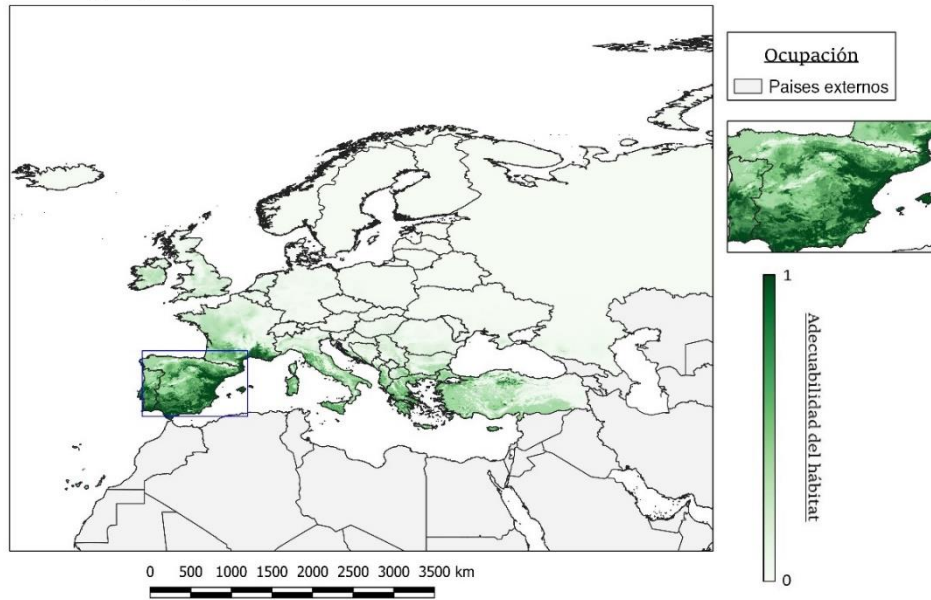 Ocupación
Paises externos
1
Adecuabilidad del hábitat
0
0 500 1000 1500 2000 2500 3000 3500 km